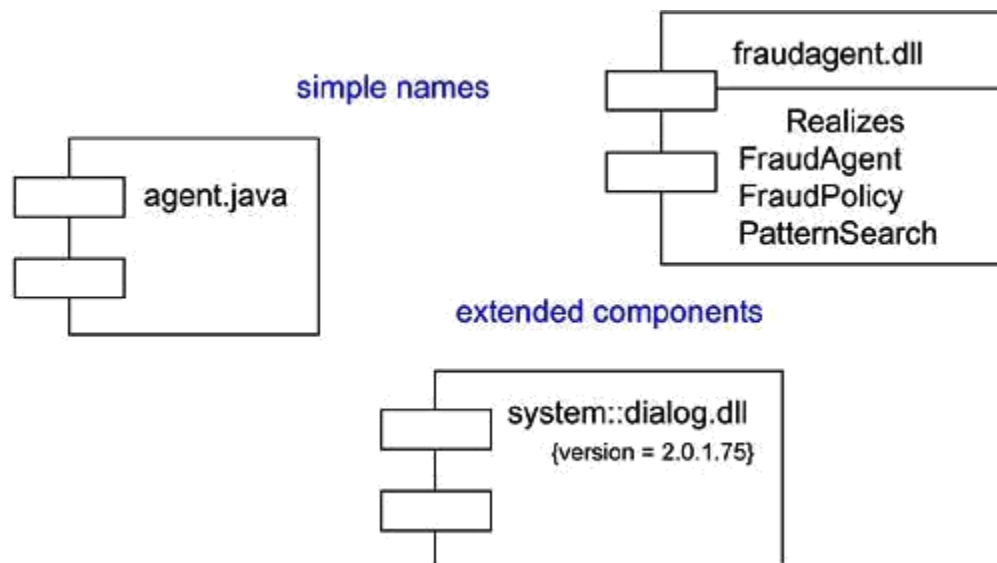 simple names
fraudagent.dll
Realizes
FraudAgent
FraudPolicy
PatternSearch
agent.java
extended components
system::dialog.dll
{version = 2.0.1.75}